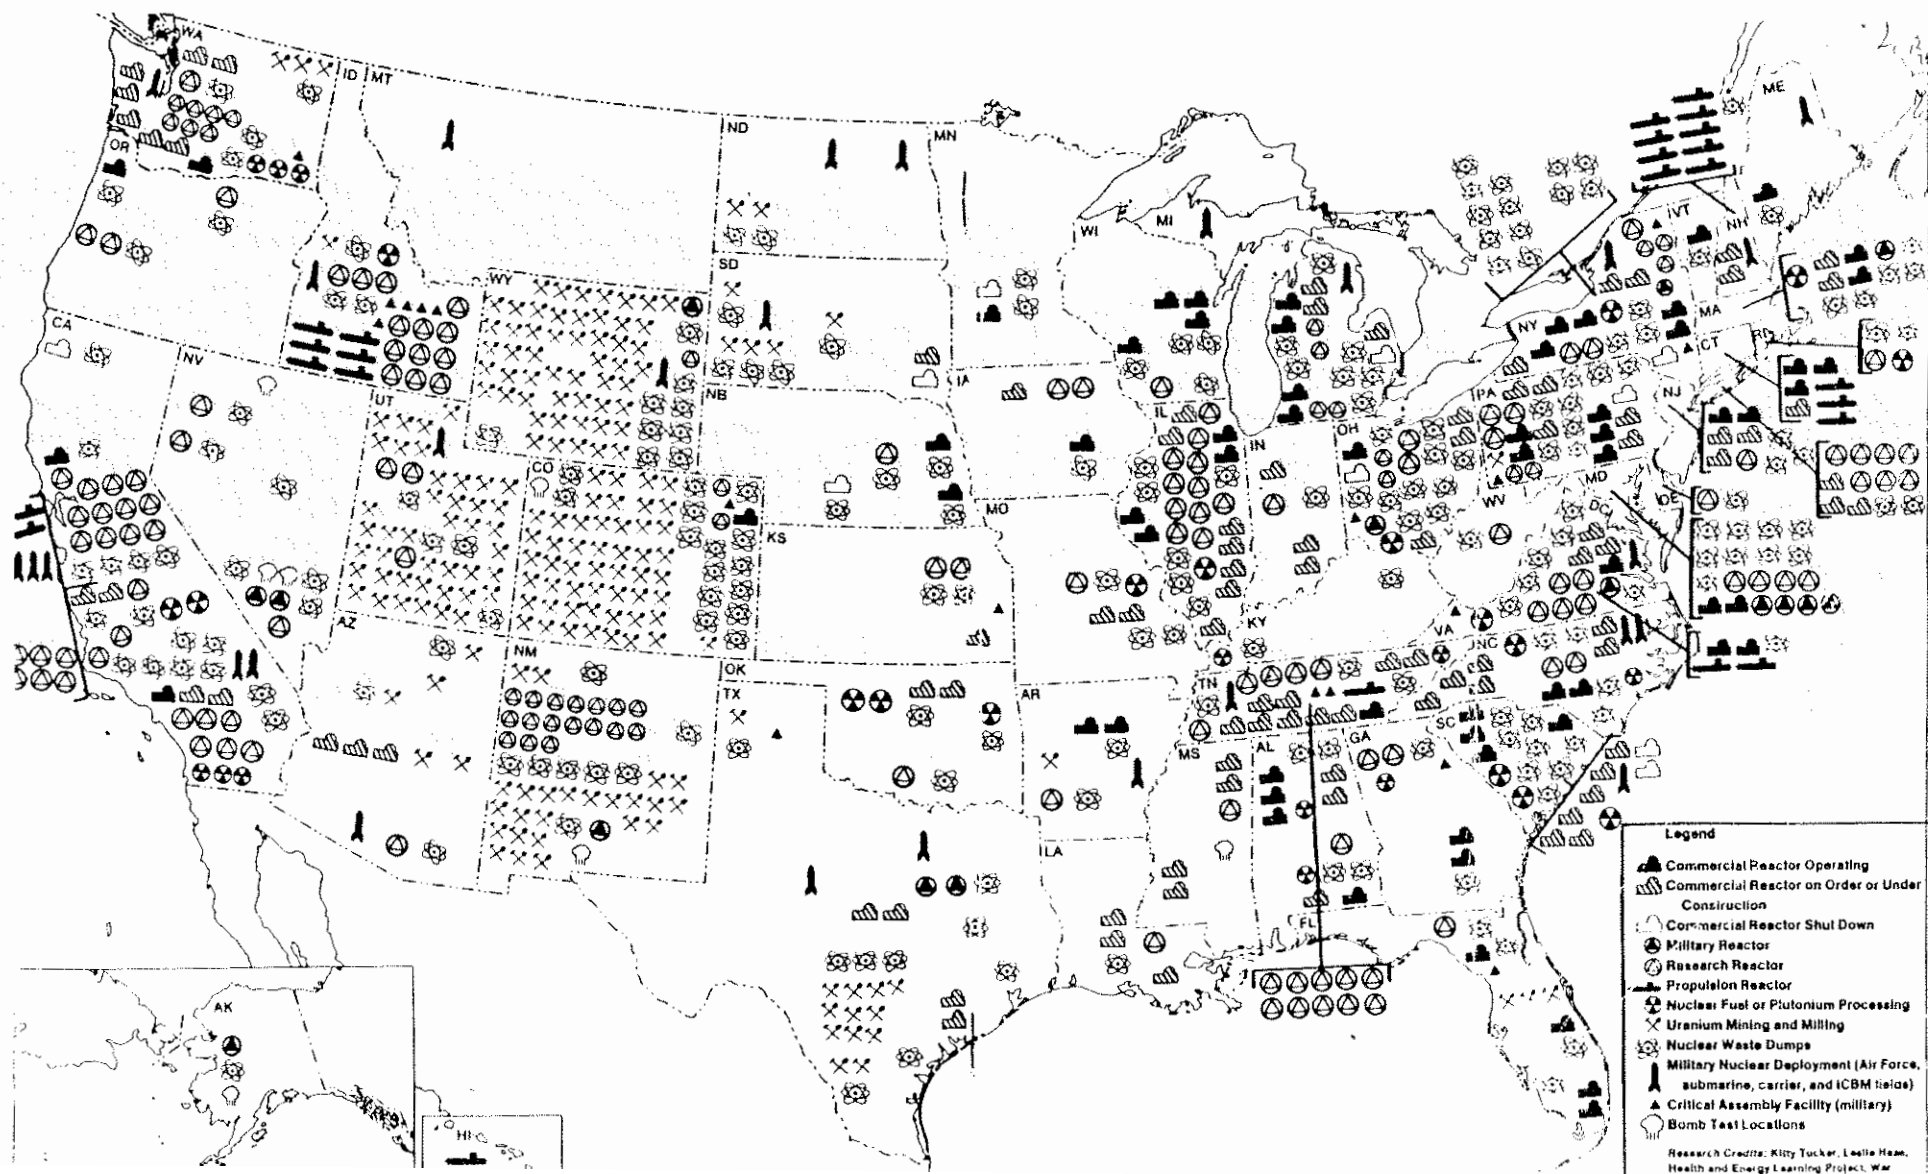 WA
ID
MT
ND
MN
ME
OR
WI
MI
VT
NH
WY
SD
CA
NV
NY
MA
CT
IA
NB
UT
IL
IN
OH
PA
NJ
CO
MO
WV
MD
DE
DC
KS
AZ
KY
VA
NM
OK
TN
NC
TX
AR
MS
AL
GA
SC
LA
FL
AK
HI
Legend
Commercial Reactor Operating
Commercial Reactor on Order or Under
Construction
Commercial Reactor Shut Down
Military Reactor
Research Reactor
Propulsion Reactor
Nuclear Fuel or Plutonium Processing
Uranium Mining and Milling
Nuclear Waste Dumps
Military Nuclear Deployment (Air Force,
submarine, carrier, and ICBM fields)
Critical Assembly Facility (military)
Bomb Test Locations
Research Credits: Kitty Tucker, Leslie
Health and Energy Learning Project, War